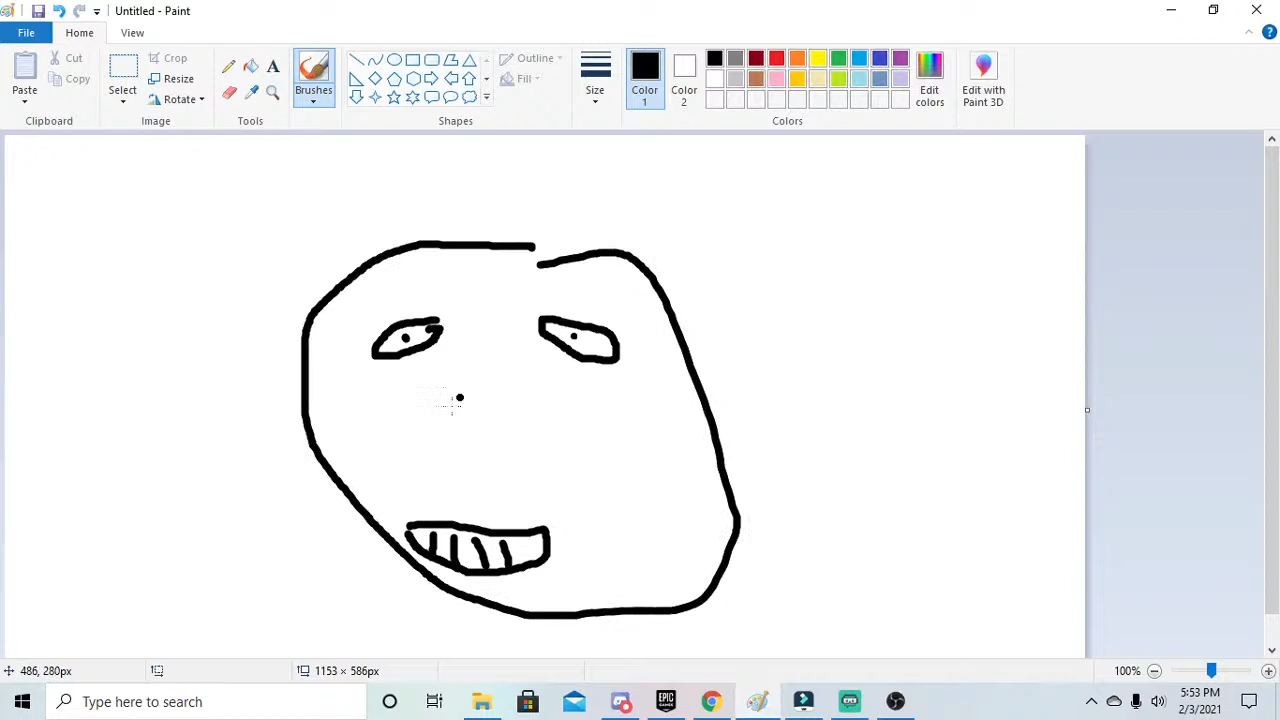 Untitled - Paint
File
Home
View
Paste
Cut
Copy
Clipboard
Select
Crop
Resize
Rotate
Image
A
Tools
Brushes
Outline
Fill
Shapes
Size
Color 1
Color 2
Edit colors
Colors
Edit with Paint 3D
486, 280px
1153 × 586px
100%
Type here to search
EPIC GAMES
5:53 PM
2/3/2021